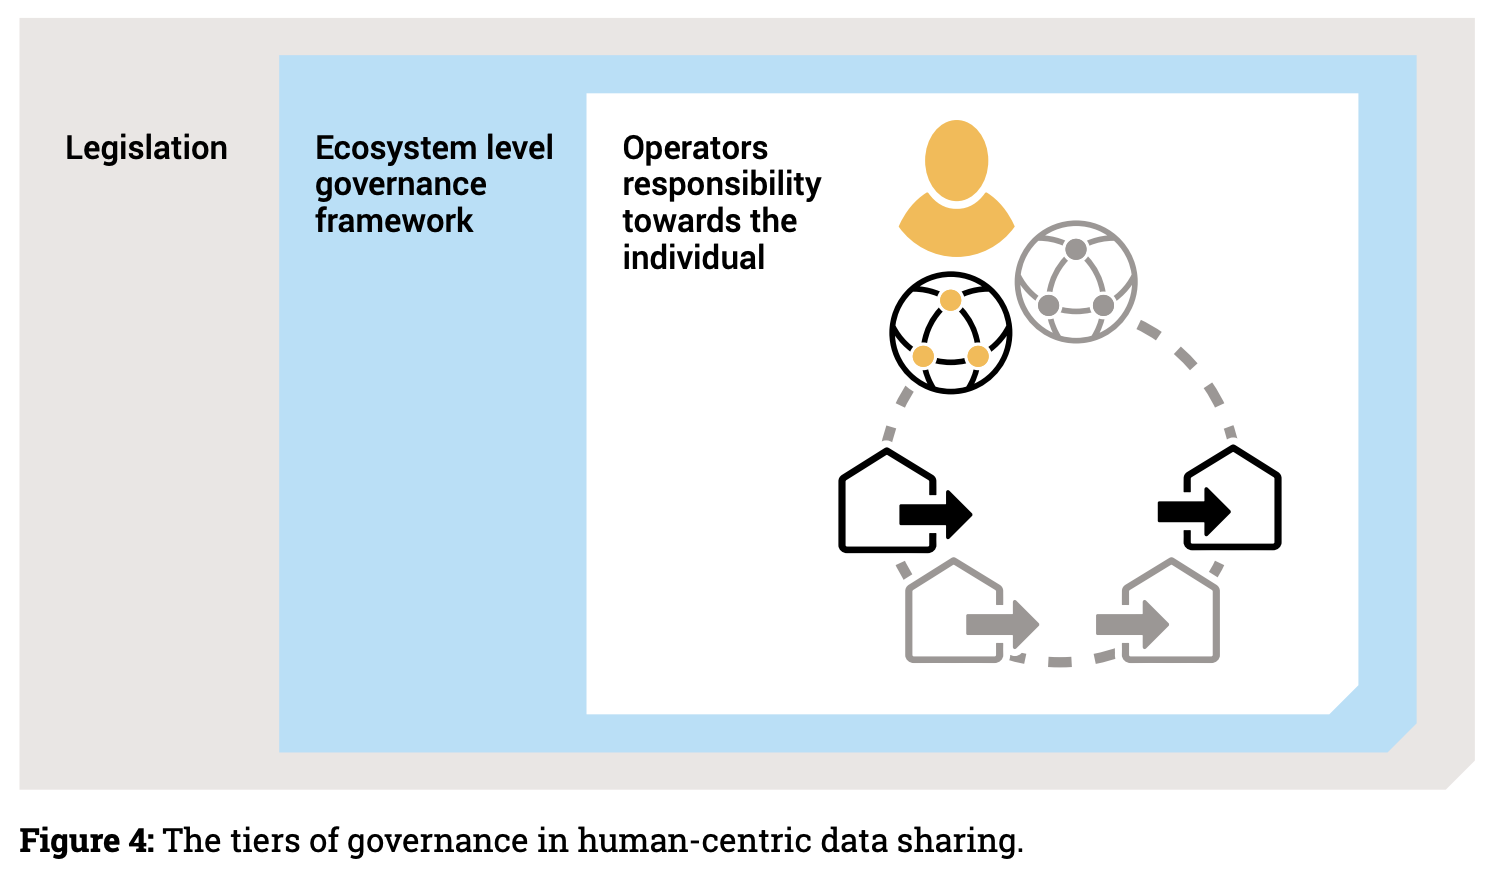 Legislation
Ecosystem level
governance
framework
Operators
responsibility
towards the
individual
Figure 4: The tiers of governance in human-centric data sharing.